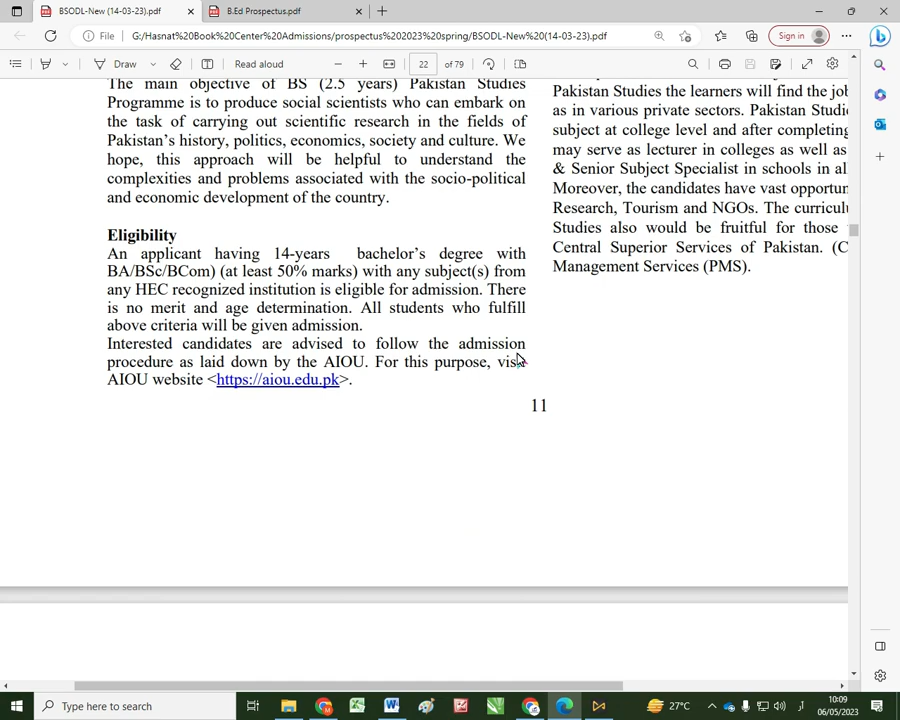 BSODL-New (14-03-23).pdf
B.Ed Prospectus.pdf
File
G:/Hasnat%20Book%20Center%20Admissions/prospectus%202023%20spring/BSODL-New%20(14-03-23).pdf
Sign in
Draw
Read aloud
22
of 79
The main objective of BS (2.5 years) Pakistan Studies
Programme is to produce social scientists who can embark on
the task of carrying out scientific research in the fields of
Pakistan's history, politics, economics, society and culture. We
hope, this approach will be helpful to understand the
complexities and problems associated with the socio-political
and economic development of the country.
Eligibility
An applicant having 14-years bachelor's degree with
BA/BSc/BCom) (at least 50% marks) with any subject(s) from
any HEC recognized institution is eligible for admission. There
is no merit and age determination. All students who fulfill
above criteria will be given admission.
Interested candidates are advised to follow the admission
procedure as laid down by the AIOU. For this purpose, visit
AIOU website <https://aiou.edu.pk>.
Pakistan Studies the learners will find the job
as in various private sectors. Pakistan Studi
subject at college level and after completing
may serve as lecturer in colleges as well as
& Senior Subject Specialist in schools in al
Moreover, the candidates have vast opportun
Research, Tourism and NGOs. The curricul
Studies also would be fruitful for those
Central Superior Services of Pakistan. (C
Management Services (PMS).
11
Type here to search
27°C
10:09
06/05/2023